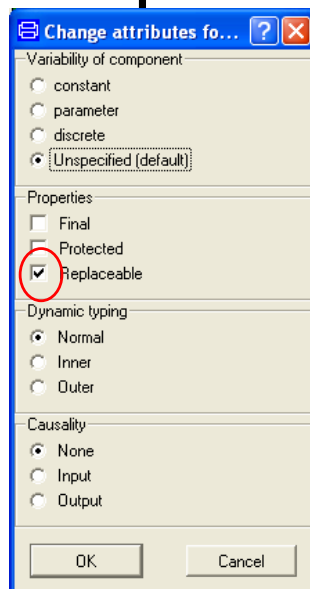 Change attributes fo...
Variability of component
constant
parameter
discrete
Unspecified (default)
Properties
Final
Protected
Replaceable
Dynamic typing
Normal
Inner
Outer
Causality
None
Input
Output
OK Cancel